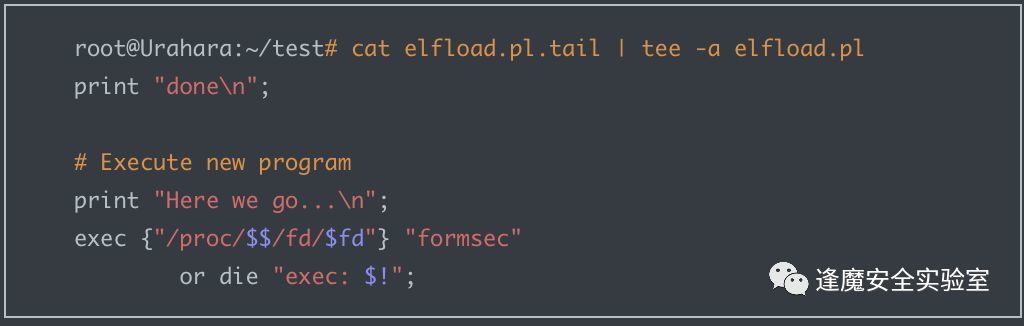 root@Urahara:~/test# cat elfload.pl.tail | tee -a elfload.pl
print "done\n";
# Execute new program
print "Here we go...\n";
exec {"/proc/$$/fd/$fd"} "formsec"
or die "exec: $!";
逢魔安全实验室